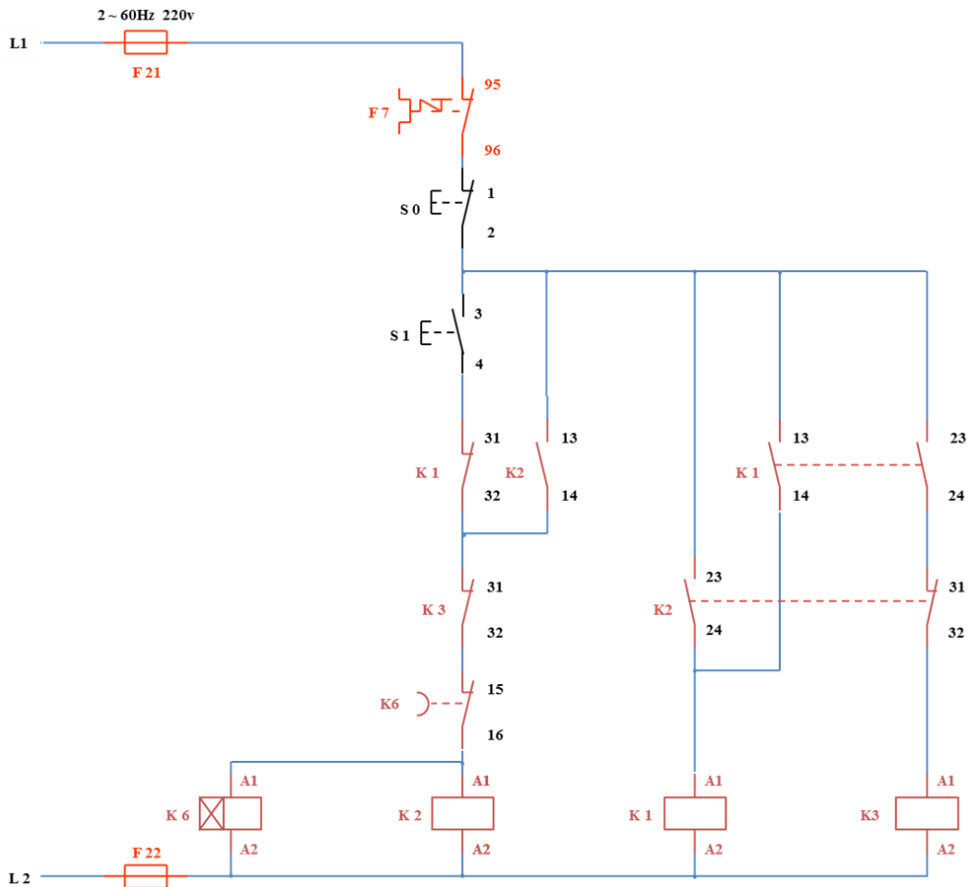 2 ~ 60Hz 220v
L1
F 21
95
F 7
96
1
S 0
2
3
S 1
4
31 13 13 23
K 1 K2 K 1
32 14 14 24
23 31
31
K 3 K2
32 24 32
15
K6
16
A1 A1 A1 A1
K 6 K 2 K 1 K3
A2 A2 A2 A2
F 22
L 2